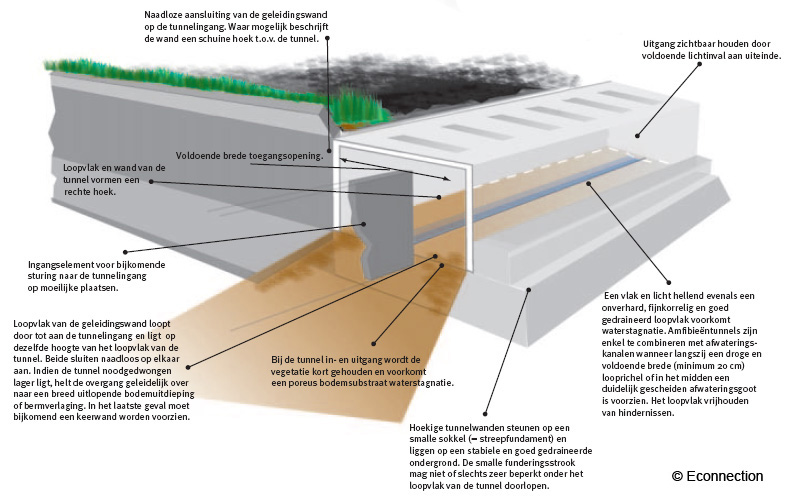 Naadloze aansluiting van de geleidingswand
op de tunnelingang. Waar mogelijk beschrijft
de wand een schuine hoek t.o.v. de tunnel.
Uitgang zichtbaar houden door
voldoende lichtinval aan uiteinde.
Voldoende brede toegangsopening.
Loopvlak en wand van de
tunnel vormen een
rechte hoek.
Ingangselement voor bijkomende
sturing naar de tunnelingang
op moeilijke plaatsen.
Loopvlak van de geleidingswand loopt
door tot aan de tunnelingang en ligt op
dezelfde hoogte van het loopvlak van de
tunnel. Beide sluiten naadloos op elkaar
aan. Indien de tunnel noodgedwongen
lager ligt, helt de overgang geleidelijk over
naar een breed uitlopende bodemuitdieping
of bermverlaging. In het laatste geval moet
bijkomend een keerwand worden voorzien.
Bij de tunnel in- en uitgang wordt de
vegetatie kort gehouden en voorkomt
een poreus bodemsubstraat waterstagnatie.
Een vlak en licht hellend evenals een
onverhard, fijnkorrelig en goed
gedraineerd loopvlak voorkomt
waterstagnatie. Amfibieëntunnels zijn
enkel te combineren met afwaterings-
kanalen wanneer langszij een droge en
voldoende brede (minimum 20 cm)
looprichel of in het midden een
duidelijk gescheiden afwateringsgoot
is voorzien. Het loopvlak vrijhouden
van hindernissen.
Hoekige tunnelwanden steunen op een
smalle sokkel (= streepfundament) en
liggen op een stabiele en goed gedraineerde
ondergrond. De smalle funderingsstrook
mag niet of slechts zeer beperkt onder het
loopvlak van de tunnel doorlopen.
© Econnection